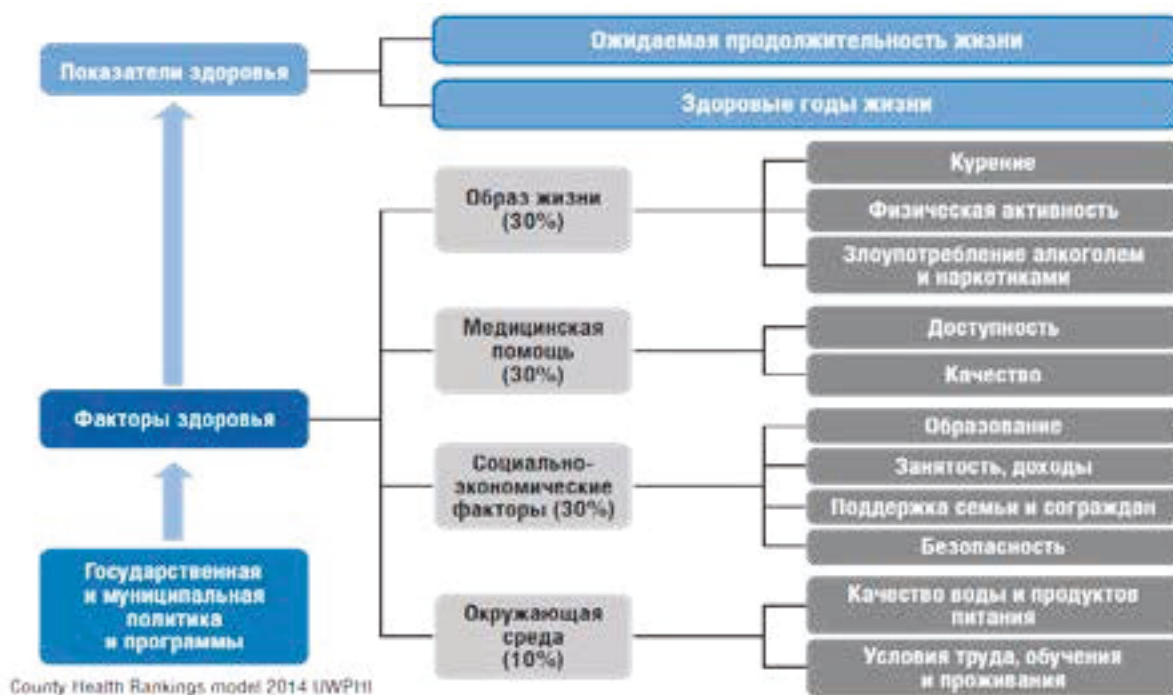 Показатели здоровья
Ожидаемая продолжительность жизни
Здоровые годы жизни
Факторы здоровья
Государственная
и муниципальная
политика
и программы
Образ жизни
(30%)
Курение
Физическая активность
Злоупотребление алкоголем
и наркотиками
Медицинская
помощь
(30%)
Доступность
Качество
Социально-
экономические
факторы (30%)
Образование
Занятость, доходы
Поддержка семьи и сограждан
Безопасность
Окружающая
среда
(10%)
Качество воды и продуктов
питания
Условия труда, обучения
и проживания
County Health Rankings model 2014 UWPHI